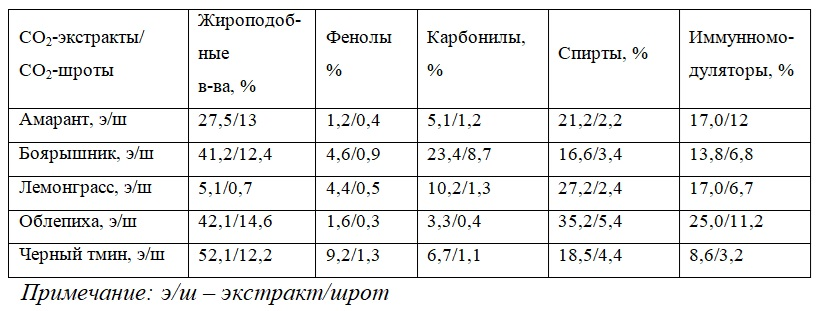 CO₂-экстракты/ CO₂-шроты Жироподоб-ные в-ва, % Фенолы % Карбонилы, % Спирты, % Иммунномо-дуляторы, %
Амарант, э/ш 27,5/13 1,2/0,4 5,1/1,2 21,2/2,2 17,0/12
Боярышник, э/ш 41,2/12,4 4,6/0,9 23,4/8,7 16,6/3,4 13,8/6,8
Лемонграсс, э/ш 5,1/0,7 4,4/0,5 10,2/1,3 27,2/2,4 17,0/6,7
Облепиха, э/ш 42,1/14,6 1,6/0,3 3,3/0,4 35,2/5,4 25,0/11,2
Черный тмин, э/ш 52,1/12,2 9,2/1,3 6,7/1,1 18,5/4,4 8,6/3,2
Примечание: э/ш – экстракт/шрот